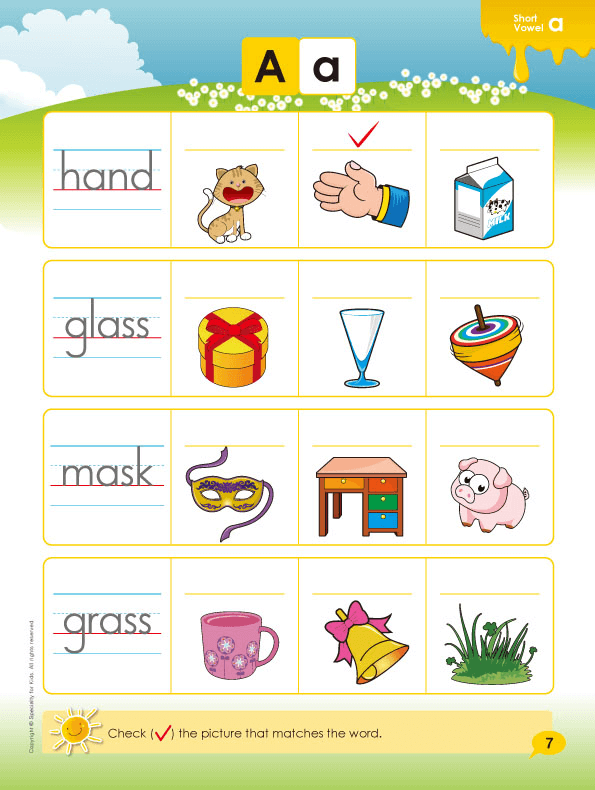 Short
Vowel a
A a
hand
MILK
glass
mask
grass
Check (✓) the picture that matches the word.
7
Copyright © Specialty for Kids. All rights reserved.